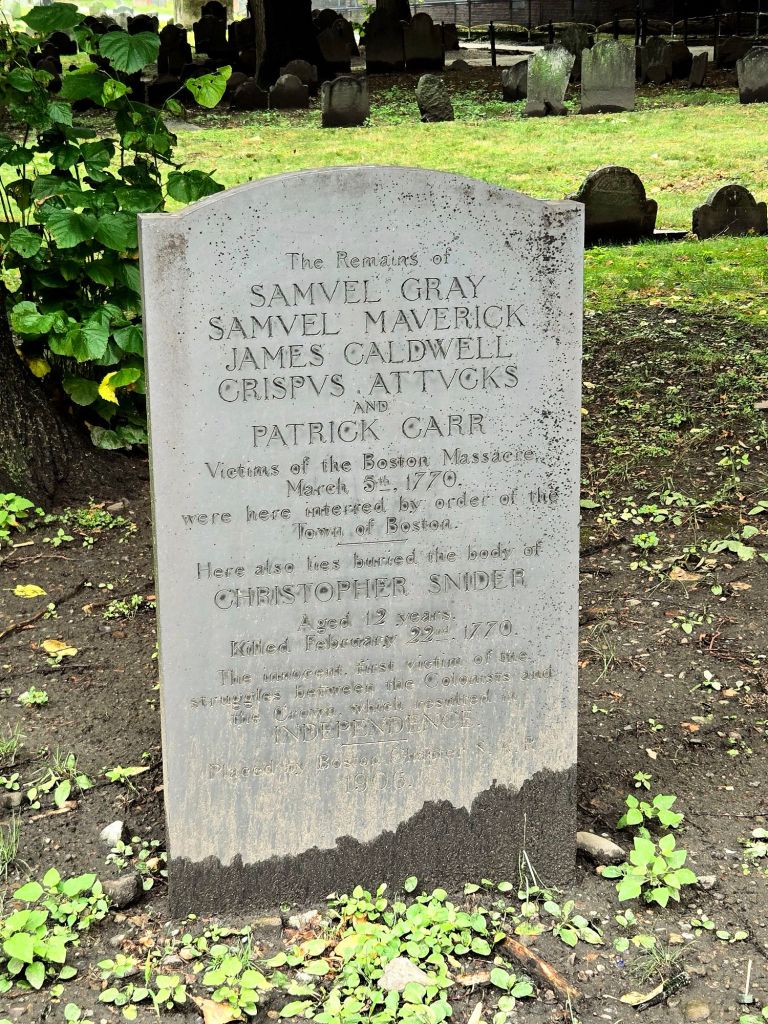 The Remains of
SAMVEL GRAY
SAMVEL MAVERICK
JAMES CALDWELL
CRISPVS ATTVCKS
AND
PATRICK CARR
Victims of the Boston Massacre,
March 5th. 1770.
were here interred by order of the
Town of Boston.
Here also lies buried the body of
CHRISTOPHER SNIDER
Aged 12 years.
Killed February 22nd. 1770.
The innocent, first victim of the
struggles between the Colonists and
the Crown, which resulted in
INDEPENDENCE.
Placed by Boston Chapter S.A.R.
1906.